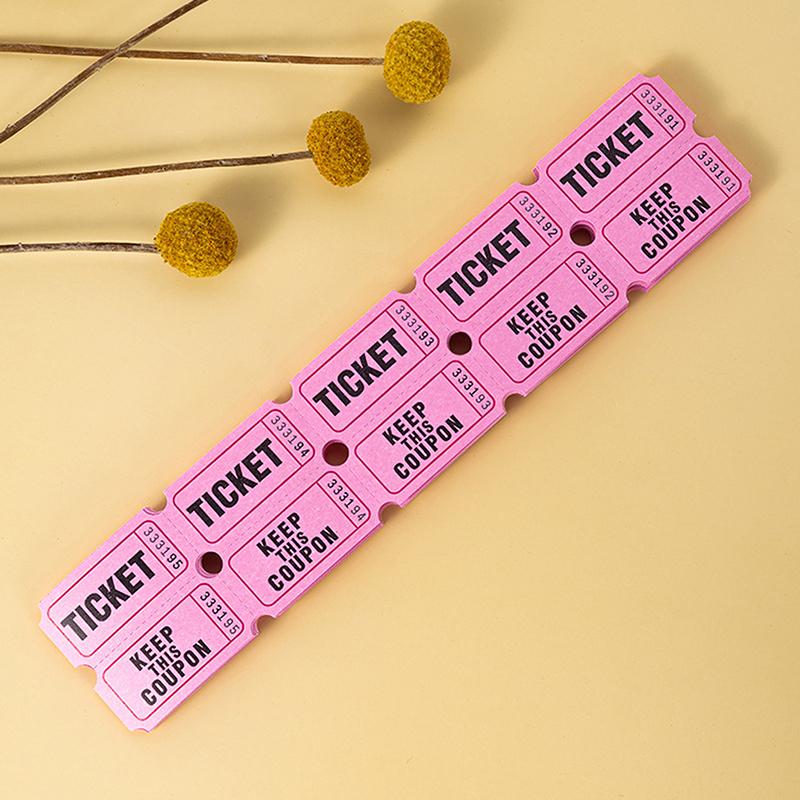 333191
TICKET
333191
KEEP
THIS
COUPON
333192
TICKET
333192
KEEP
THIS
COUPON
333193
TICKET
333193
KEEP
THIS
COUPON
333194
TICKET
333194
KEEP
THIS
COUPON
333195
TICKET
333195
KEEP
THIS
COUPON